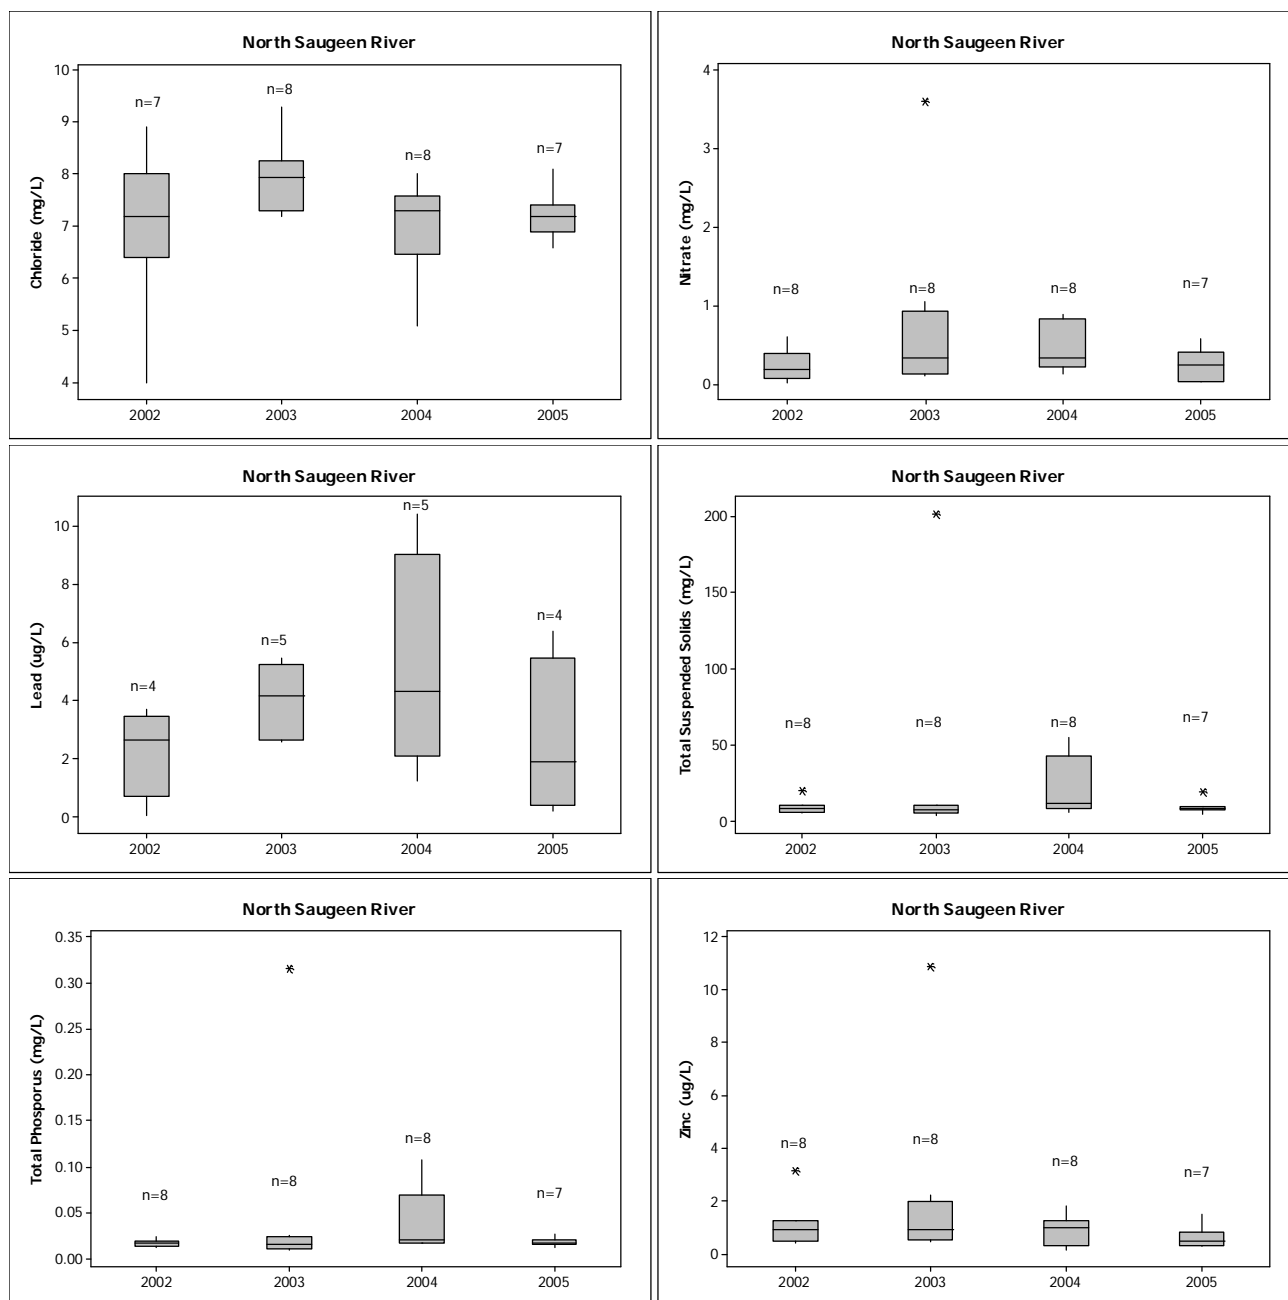 North Saugeen River
Chloride (mg/L)
10
9
8
7
6
5
4
n=7
n=8
n=8
n=7
2002 2003 2004 2005
North Saugeen River
Nitrate (mg/L)
4
3
2
1
0
n=8
n=8
n=8
n=7
2002 2003 2004 2005
North Saugeen River
Lead (ug/L)
10
8
6
4
2
0
n=4
n=5
n=5
n=4
2002 2003 2004 2005
North Saugeen River
Total Suspended Solids (mg/L)
200
150
100
50
0
n=8
n=8
n=8
n=7
2002 2003 2004 2005
North Saugeen River
Total Phosporus (mg/L)
0.35
0.30
0.25
0.20
0.15
0.10
0.05
0.00
n=8
n=8
n=8
n=7
2002 2003 2004 2005
North Saugeen River
Zinc (ug/L)
12
10
8
6
4
2
0
n=8
n=8
n=8
n=7
2002 2003 2004 2005